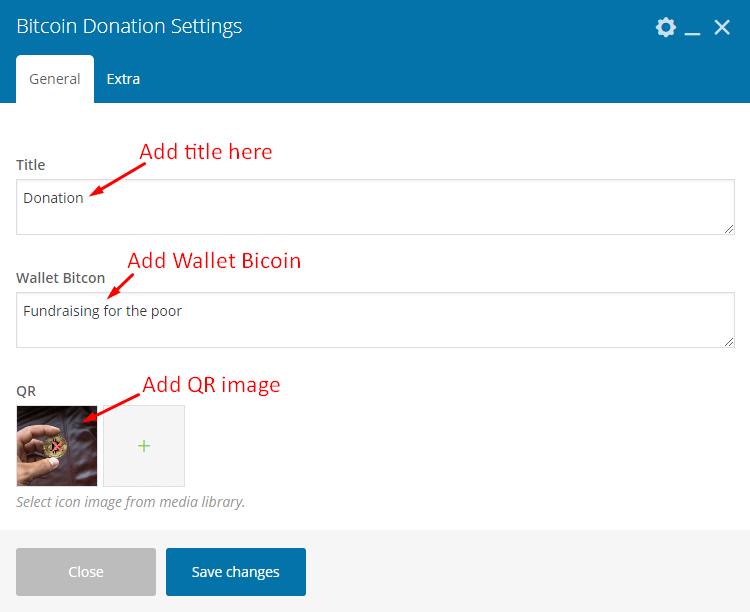 Bitcoin Donation Settings
General Extra
Add title here
Title
Donation
Add Wallet Bicoin
Wallet Bitcon
Fundraising for the poor
Add QR image
QR
+
Select icon image from media library.
Close Save changes